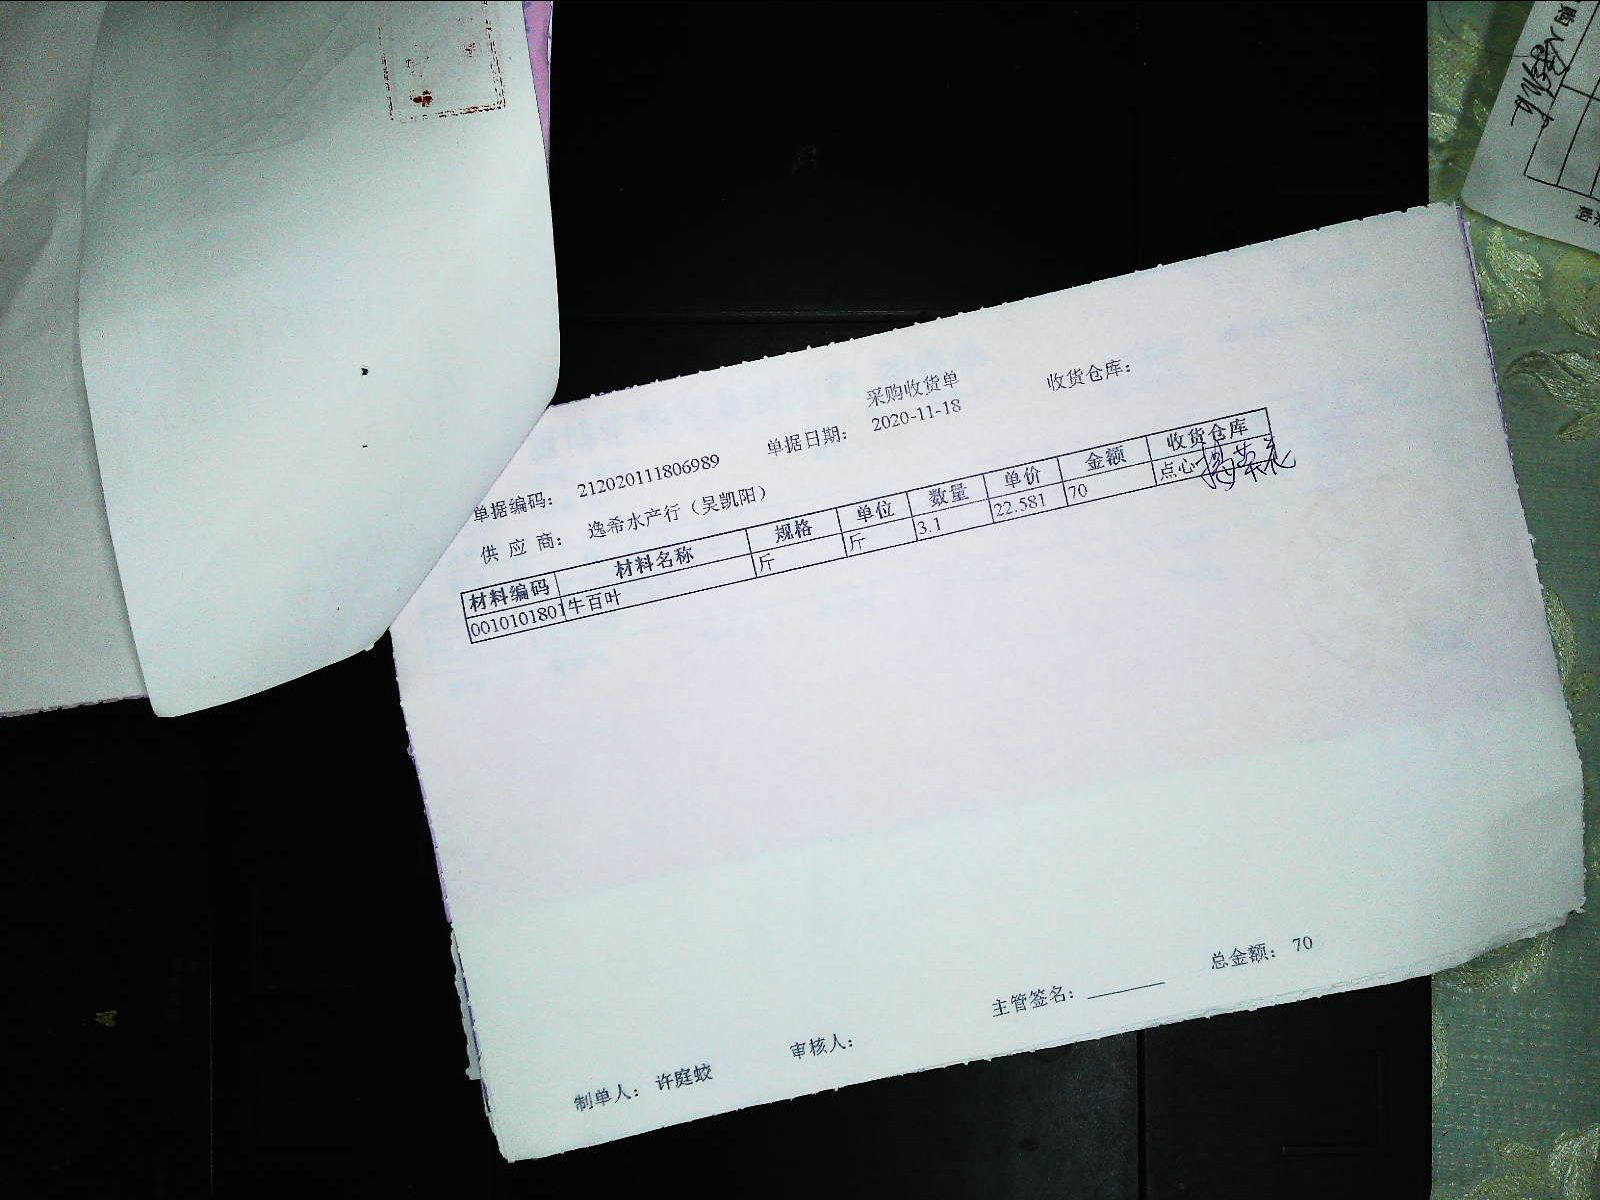 采购收货单
收货仓库：
单据编码： 212020111806989 单据日期： 2020-11-18
供 应 商： 逸希水产行（吴凯阳）
材料编码 材料名称 规格 单位 数量 单价 金额 收货仓库
0010101801 牛百叶 斤 斤 3.1 22.581 70 点心
总金额： 70
制单人： 许庭蛟 审核人： 主管签名：
购